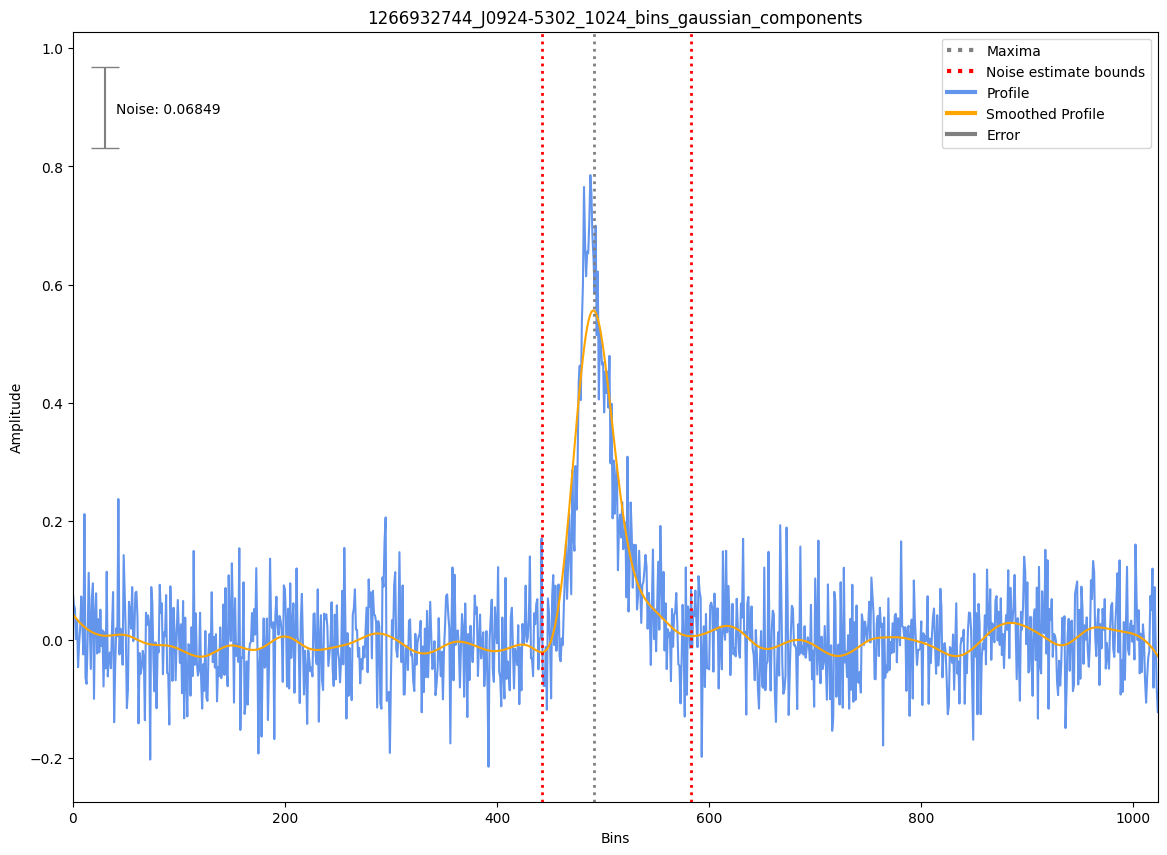 1266932744_J0924-5302_1024_bins_gaussian_components
1.0
0.8
0.6
0.4
0.2
0.0
−0.2
Amplitude
Noise: 0.06849
Maxima
Noise estimate bounds
Profile
Smoothed Profile
Error
0
200
400
600
800
1000
Bins